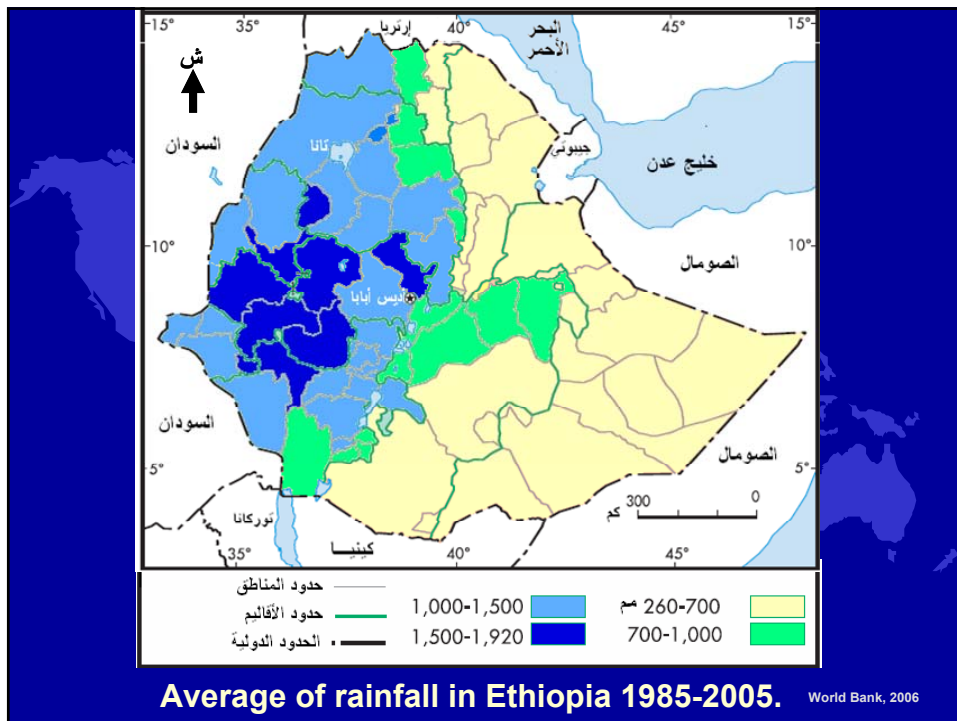 15°
35°
إرتريا
40°
البحر
الأحمر
15°
ش
السودان
تانا
جيبوتي
خليج عدن
10°
10°
الصومال
أديس أبابا
السودان
الصومال
5°
5°
300
0
كم
توركانا
35°
كينيـــا
40°
45°
حدود المناطق
1,000-1,500
260-700 مم
حدود الأقاليم
1,500-1,920
700-1,000
الحدود الدولية
Average of rainfall in Ethiopia 1985-2005.
World Bank, 2006